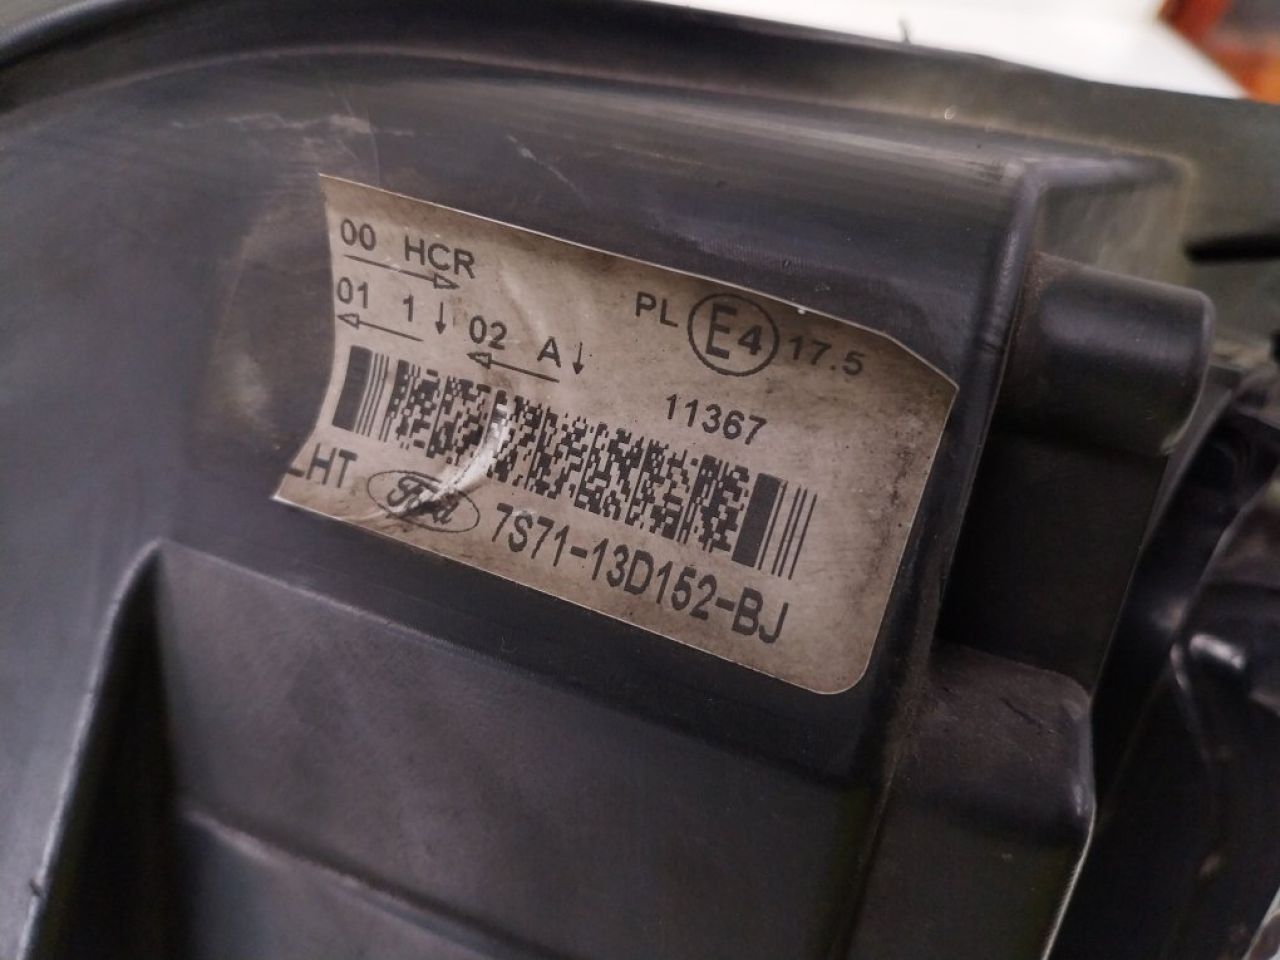 00 HCR
01 1 02 A
PL E4 17.5
11367
LHT Ford 7S71-13D152-BJ